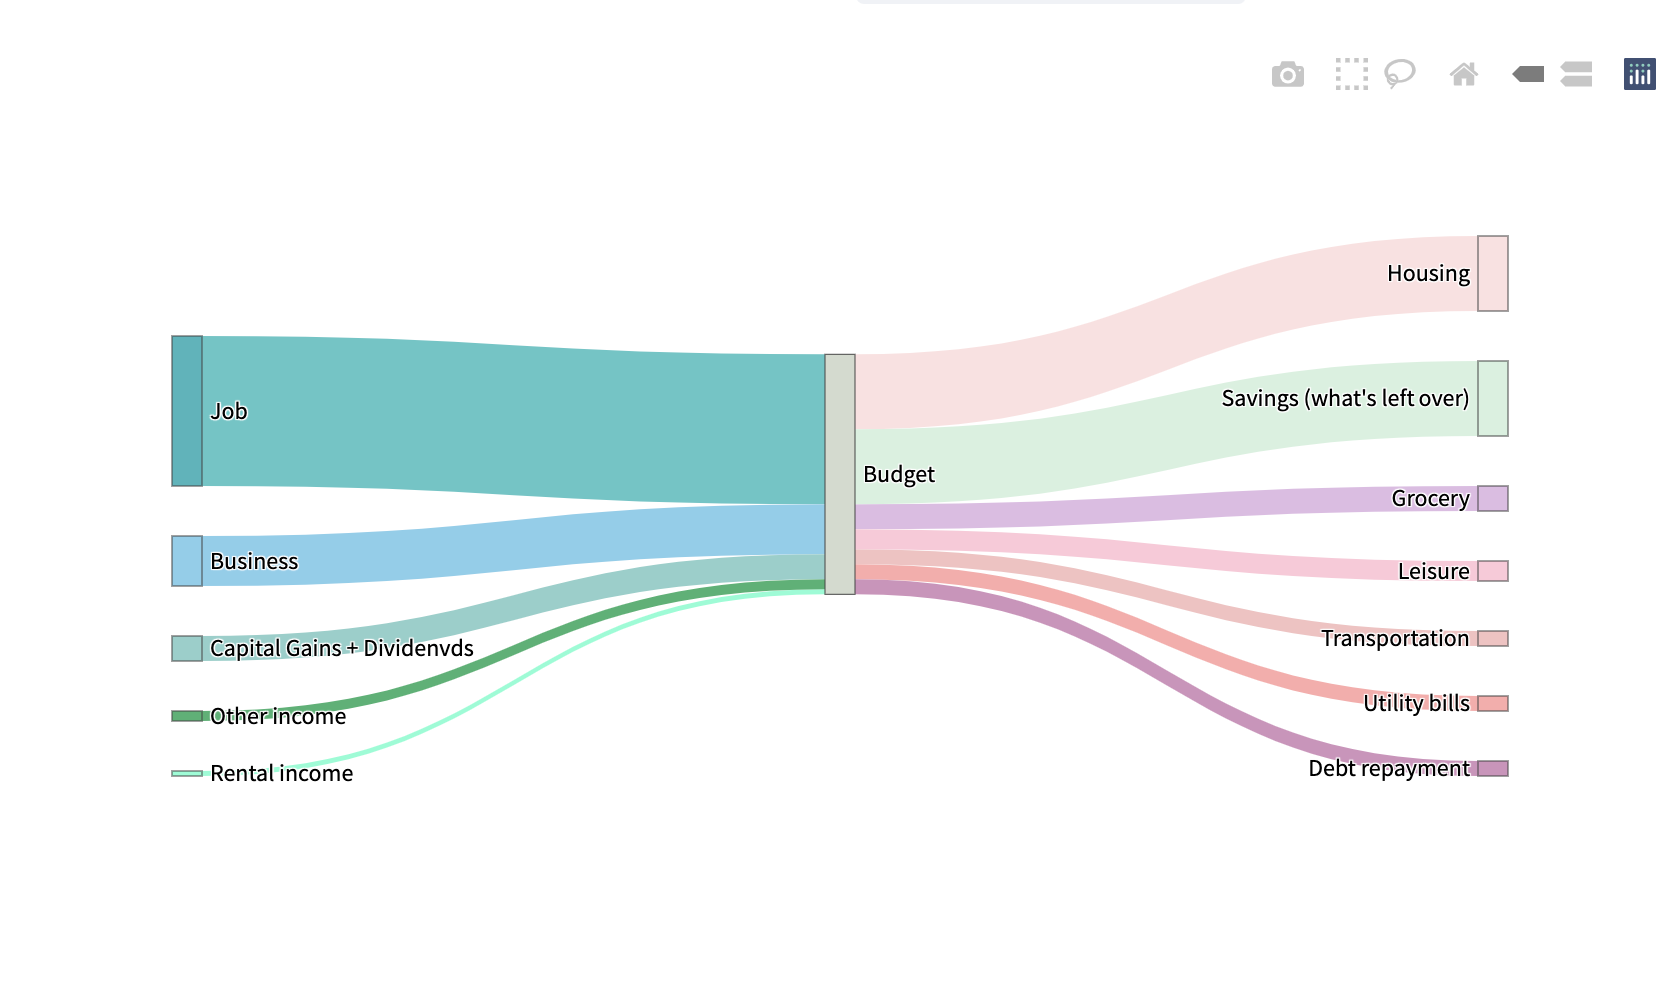 Job
Business
Capital Gains + Dividenvds
Other income
Rental income
Budget
Housing
Savings (what's left over)
Grocery
Leisure
Transportation
Utility bills
Debt repayment